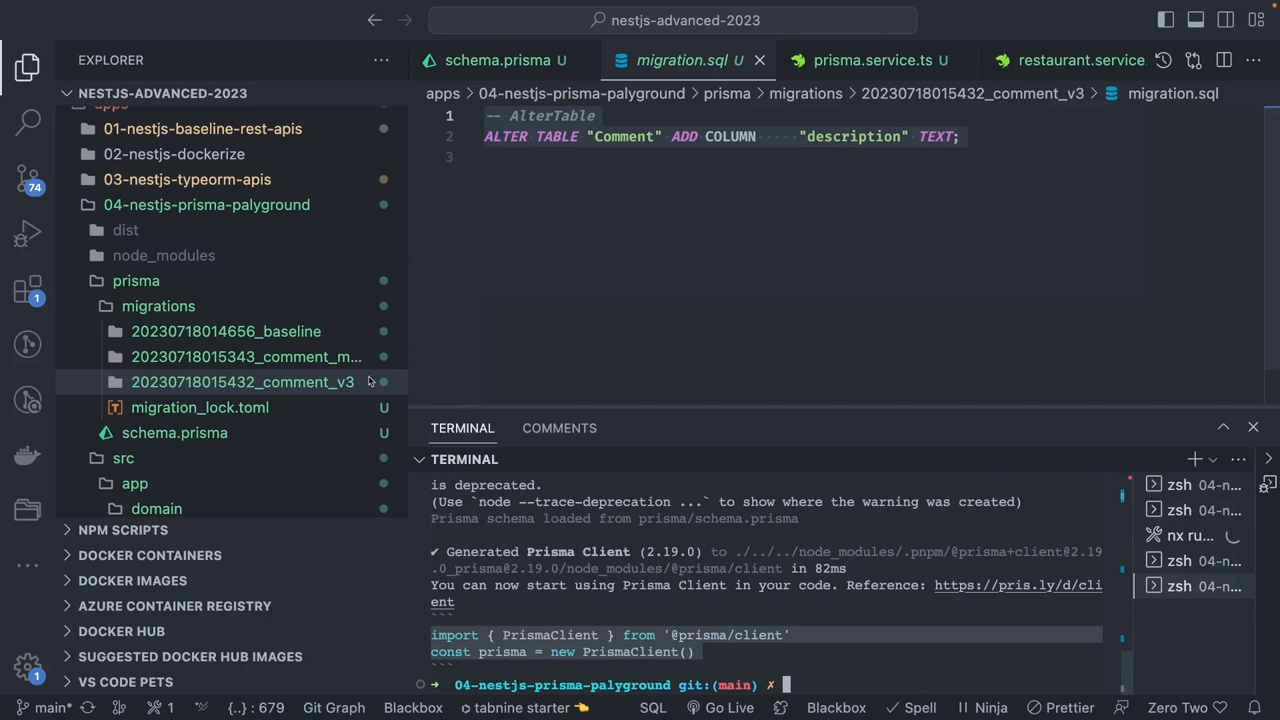 nestjs-advanced-2023
EXPLORER
NESTJS-ADVANCED-2023
apps
01-nestjs-baseline-rest-apis
02-nestjs-dockerize
03-nestjs-typeorm-apis
04-nestjs-prisma-palyground
dist
node_modules
prisma
migrations
20230718014656_baseline
20230718015343_comment_m...
20230718015432_comment_v3
migration_lock.toml U
schema.prisma U
src
app
domain
NPM SCRIPTS
DOCKER CONTAINERS
DOCKER IMAGES
AZURE CONTAINER REGISTRY
DOCKER HUB
SUGGESTED DOCKER HUB IMAGES
VS CODE PETS
74
1
1
schema.prisma U migration.sql U prisma.service.ts U restaurant.service.
apps > 04-nestjs-prisma-palyground > prisma > migrations > 20230718015432_comment_v3 > migration.sql
1 -- AlterTable
2 ALTER TABLE "Comment" ADD COLUMN     "description" TEXT;
3
TERMINAL COMMENTS
TERMINAL
is deprecated.
(Use `node --trace-deprecation ...` to show where the warning was created)
Prisma schema loaded from prisma/schema.prisma
✔ Generated Prisma Client (2.19.0) to ./../../node_modules/.pnpm/@prisma+client@2.19
.0_prisma@2.19.0/node_modules/@prisma/client in 82ms
You can now start using Prisma Client in your code. Reference: https://pris.ly/d/cli
ent
```
import { PrismaClient } from '@prisma/client'
const prisma = new PrismaClient()
```
→ 04-nestjs-prisma-palyground git:(main) ✗
zsh 04-n...
zsh 04-n...
nx ru...
zsh 04-n...
zsh 04-n...
main* 1 {..} : 679 Git Graph Blackbox tabnine starter 👈 SQL Go Live Blackbox Spell Ninja Prettier Zero Two ♡